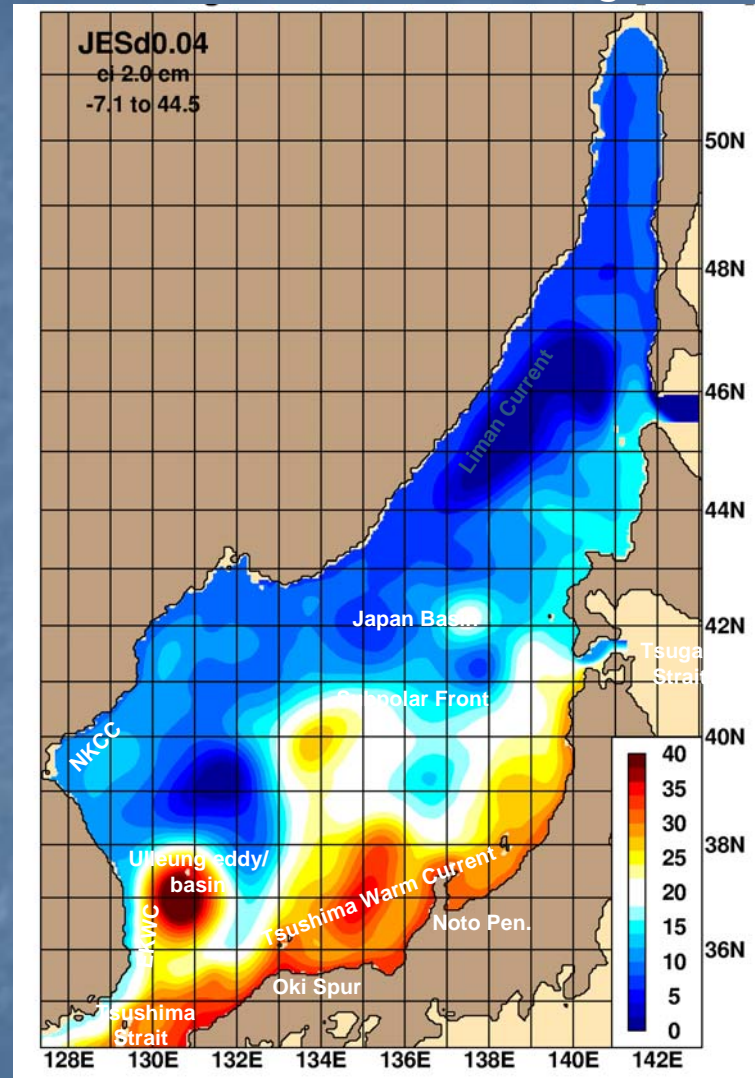 JESd0.04
ci 2.0 cm
-7.1 to 44.5
50N
48N
46N
Liman Current
44N
Japan Basin
42N
Tsuga
Strait
Subpolar Front
NKCC
40N
40
35
30
25
20
15
10
5
0
38N
Ulleung eddy/
basin
Tsushima Warm Current
EKWC
Noto Pen.
36N
Oki Spur
Tsushima
Strait
128E 130E 132E 134E 136E 138E 140E 142E